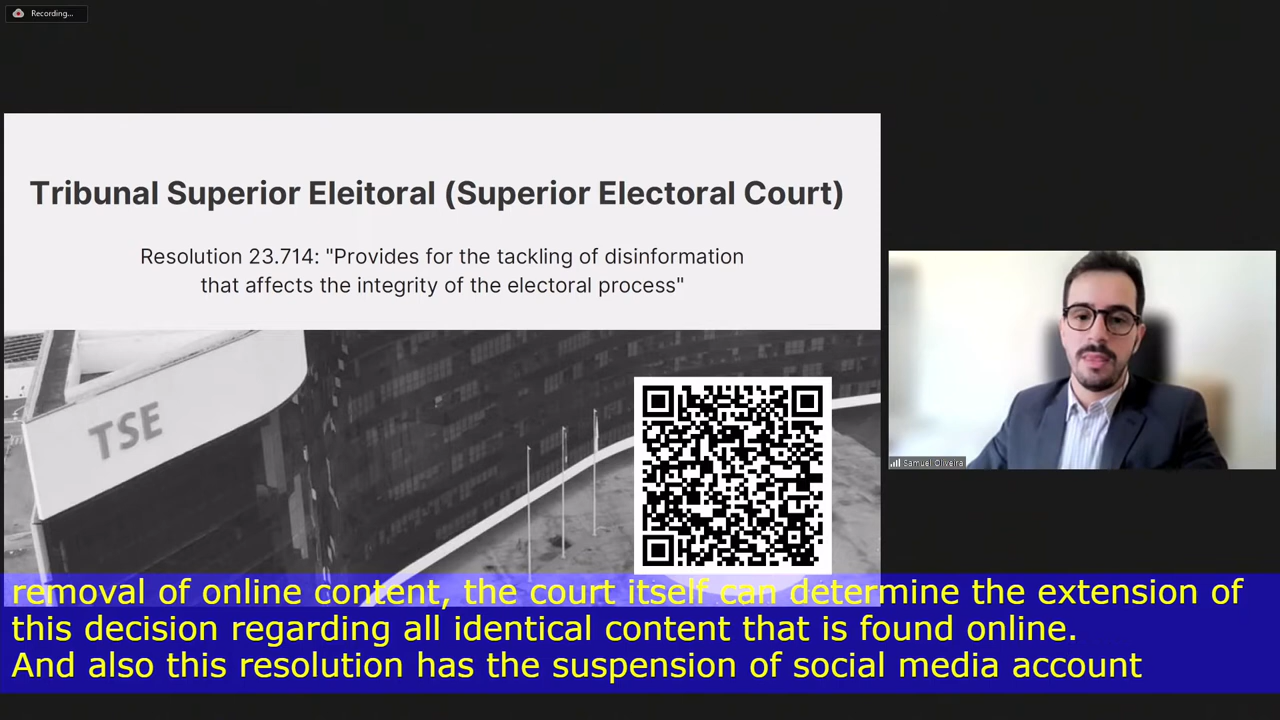 Recording...
Tribunal Superior Eleitoral (Superior Electoral Court)
Resolution 23.714: "Provides for the tackling of disinformation
that affects the integrity of the electoral process"
TSE
Samuel Oliveira
removal of online content, the court itself can determine the extension of
this decision regarding all identical content that is found online.
And also this resolution has the suspension of social media account